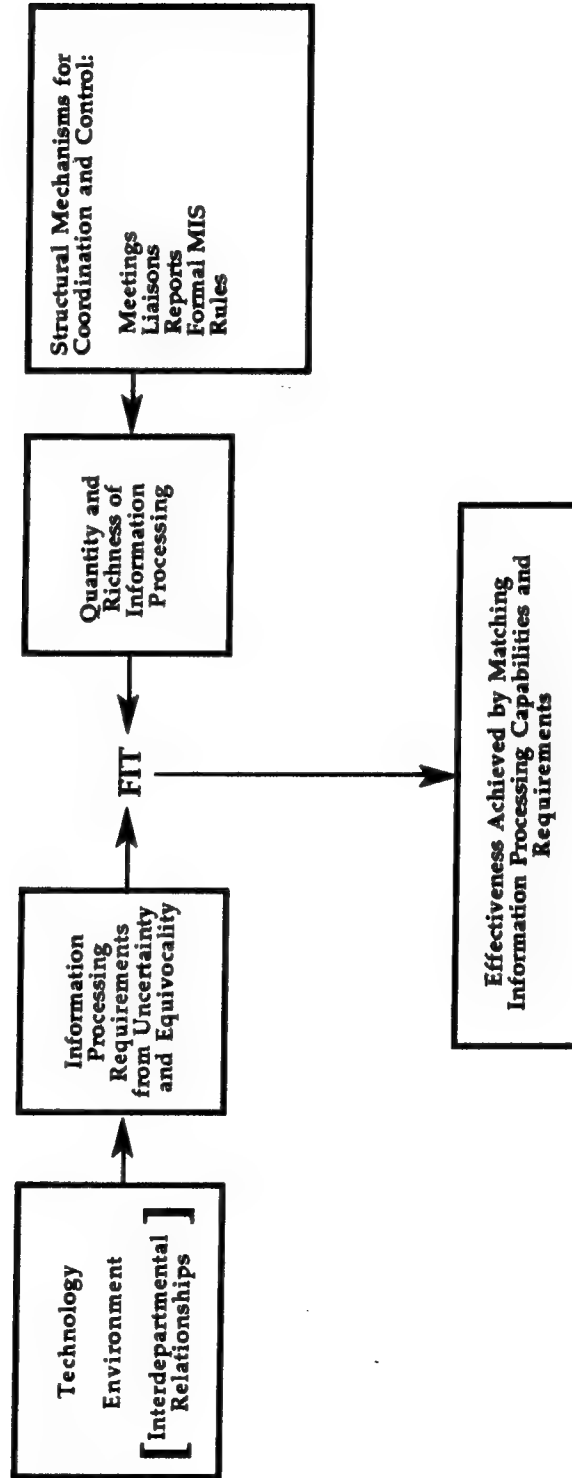 Technology
Environment
[Interdepartmental
Relationships]
Information
Processing
Requirements
from Uncertainty
and Equivocality
FIT
Quantity and
Richness of
Information
Processing
Structural Mechanisms for
Coordination and Control:
Meetings
Liaisons
Reports
Formal MIS
Rules
Effectiveness Achieved by Matching
Information Processing Capabilities and
Requirements